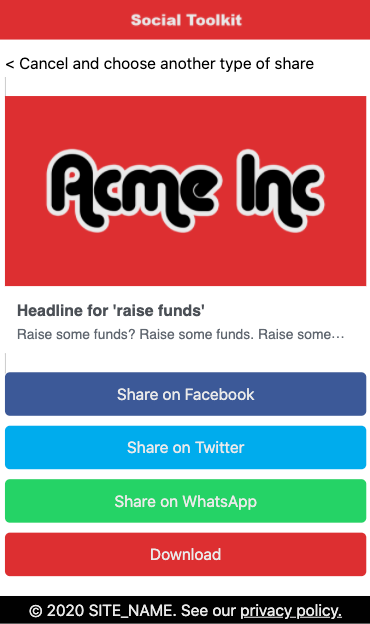 Social Toolkit
< Cancel and choose another type of share
Acme Inc
Headline for 'raise funds'
Raise some funds? Raise some funds. Raise some…
Share on Facebook
Share on Twitter
Share on WhatsApp
Download
© 2020 SITE_NAME. See our privacy policy.